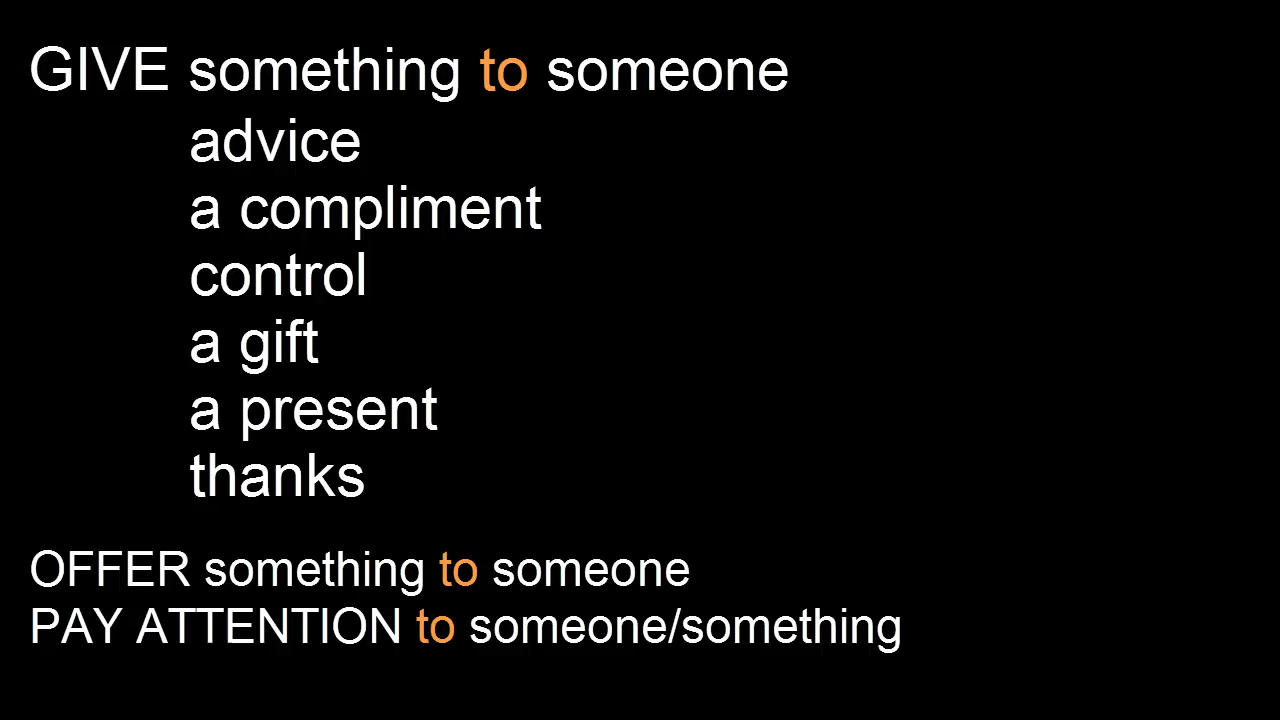 GIVE something to someone
advice
a compliment
control
a gift
a present
thanks
OFFER something to someone
PAY ATTENTION to someone/something